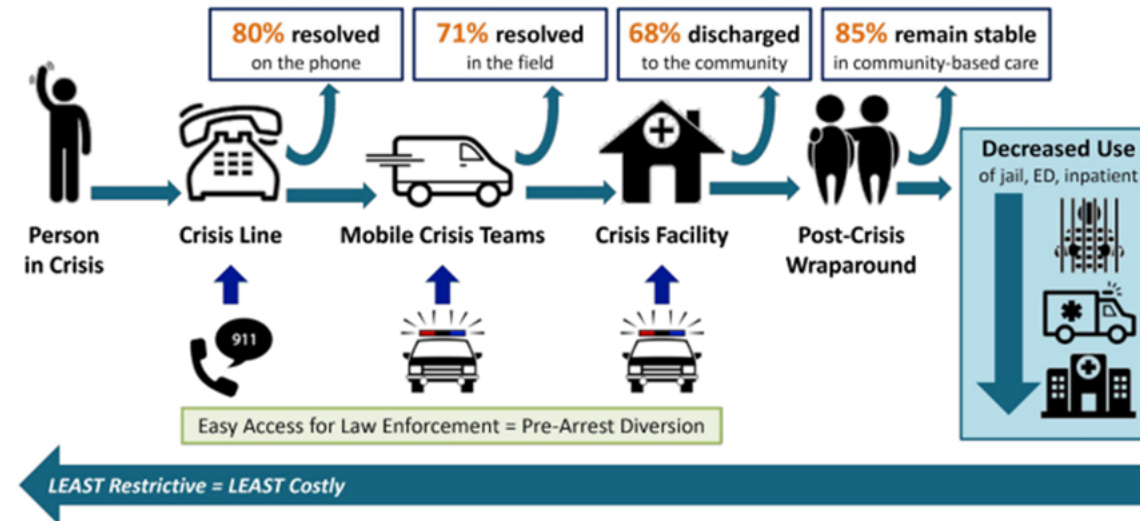 80% resolved
on the phone
71% resolved
in the field
68% discharged
to the community
85% remain stable
in community-based care
Person
in Crisis
Crisis Line
Mobile Crisis Teams
Crisis Facility
Post-Crisis
Wraparound
Decreased Use
of jail, ED, inpatient
911
Easy Access for Law Enforcement = Pre-Arrest Diversion
LEAST Restrictive = LEAST Costly